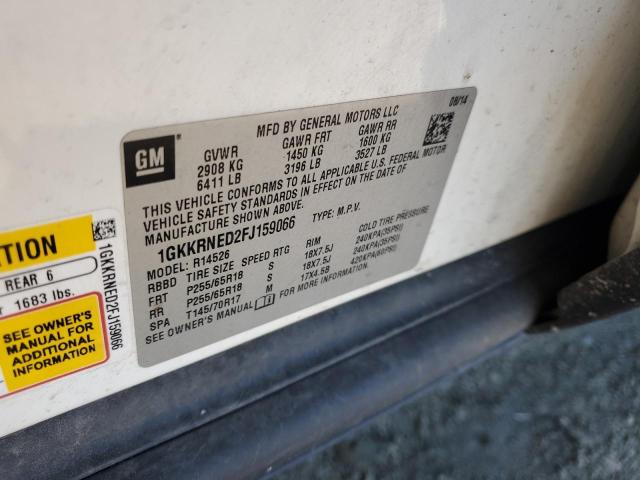 GM
MFD BY GENERAL MOTORS LLC
08/14
GVWR GAWR FRT GAWR RR
2908 KG 1450 KG 1600 KG
6411 LB 3196 LB 3527 LB
THIS VEHICLE CONFORMS TO ALL APPLICABLE U.S. FEDERAL MOTOR
VEHICLE SAFETY STANDARDS IN EFFECT ON THE DATE OF
MANUFACTURE SHOWN ABOVE.
1GKKRNED2FJ159066 TYPE: M.P.V.
MODEL: R14526
RBBD TIRE SIZE SPEED RTG RIM COLD TIRE PRESSURE
FRT P255/65R18 S 18X7.5J 240KPA(35PSI)
RR P255/65R18 S 18X7.5J 240KPA(35PSI)
SPA T145/70R17 M 17X4.5B 420KPA(60PSI)
SEE OWNER'S MANUAL
REAR 6
1683 lbs.
SEE OWNER'S
MANUAL FOR
ADDITIONAL
INFORMATION
1GKKRNED2FJ159066